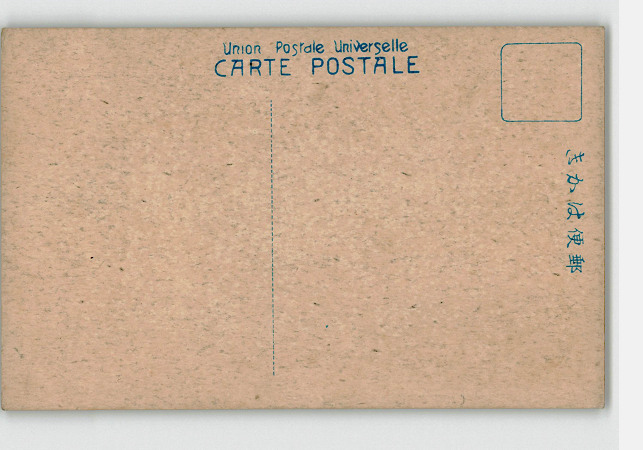 Union Postale Universelle
CARTE POSTALE
きかは便郵